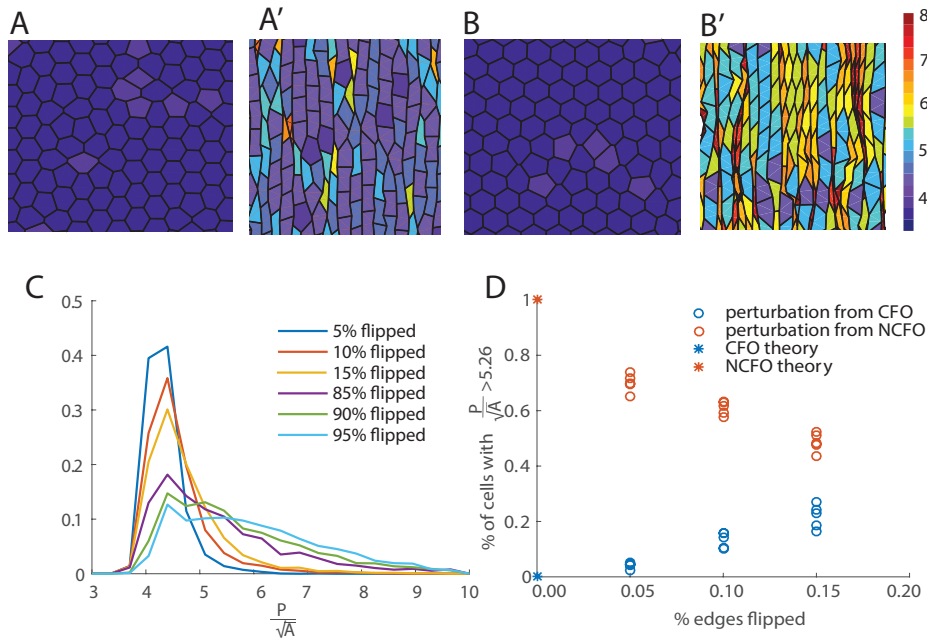 A
A′
B
B′
8
7
6
5
4
C
0.5
0.4
0.3
0.2
0.1
0
3 4 5 6 7 8 9 10
P
√A
5% flipped
10% flipped
15% flipped
85% flipped
90% flipped
95% flipped
D
% of cells with P/√A >5.26
1
0.8
0.6
0.4
0.2
0
0.00 0.05 0.10 0.15 0.20
% edges flipped
perturbation from CFO
perturbation from NCFO
CFO theory
NCFO theory